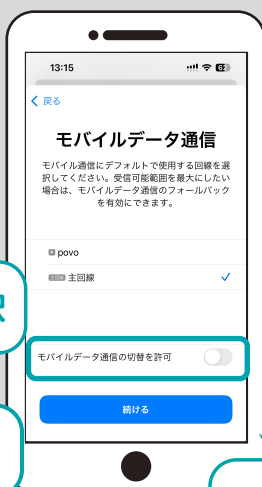 13:15
戻る
モバイルデータ通信
モバイル通信にデフォルトで使用する回線を選
択してください。受信可能範囲を最大にしたい
場合は、モバイルデータ通信のフォールバック
を有効にできます。
povo
主回線
モバイルデータ通信の切替を許可
続ける